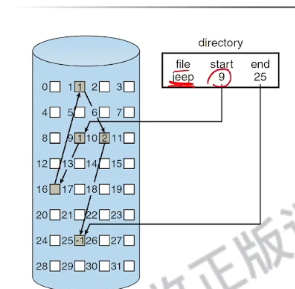 directory
file start end
jeep 9 25
0 1 1 2 3
4 5 6 7
8 9 1 10 2 11
12 13 14 15
16 17 18 19
20 21 22 23
24 25 -1 26 27
28 29 30 31
正版